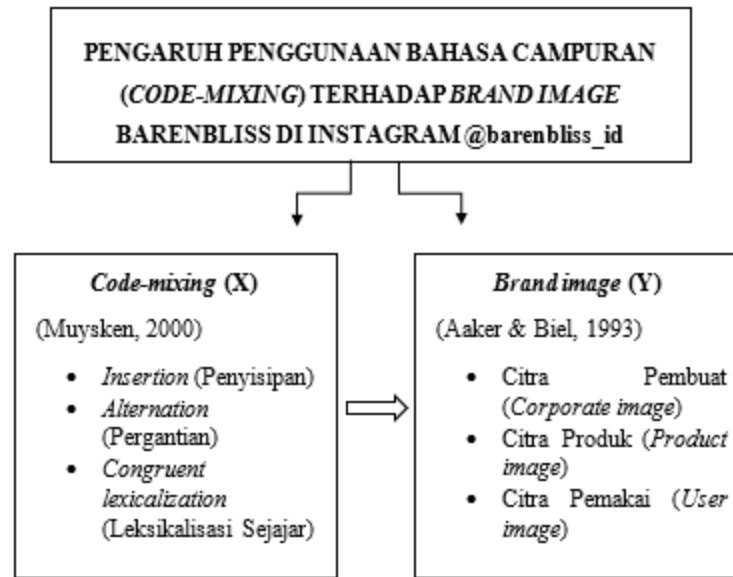 PENGARUH PENGGUNAAN BAHASA CAMPURAN
(CODE-MIXING) TERHADAP BRAND IMAGE
BARENBLISS DI INSTAGRAM @barenbliss_id
Code-mixing (X)
(Muysken, 2000)
• Insertion (Penyisipan)
• Alternation
(Pergantian)
• Congruent
lexicalization
(Leksikalisasi Sejajar)
Brand image (Y)
(Aaker & Biel, 1993)
• Citra Pembuat
(Corporate image)
• Citra Produk (Product
image)
• Citra Pemakai (User
image)